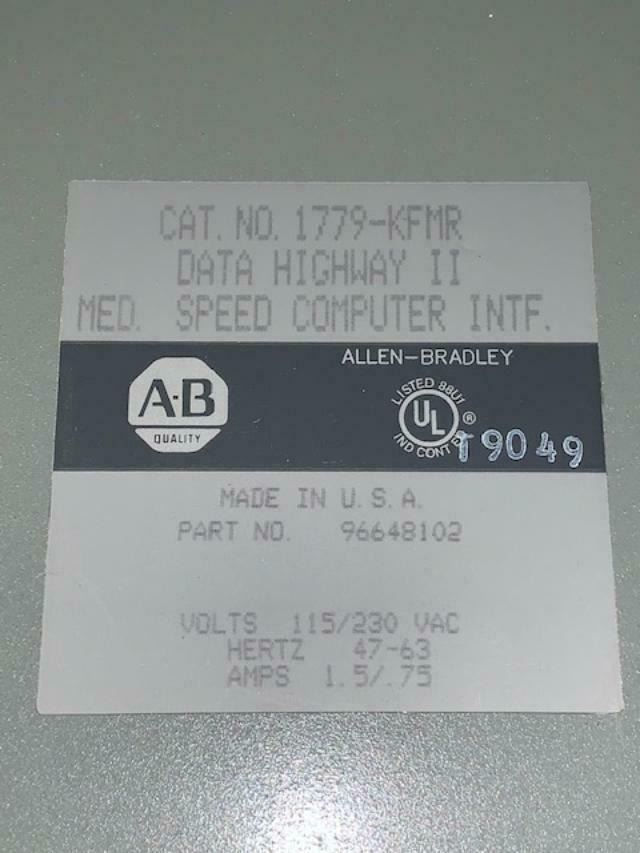 CAT. NO. 1779-KFMR
DATA HIGHWAY II
MED. SPEED COMPUTER INTF.
ALLEN-BRADLEY
A·B
QUALITY
LISTED 88U1
UL ®
IND CONT EQ
T9049
MADE IN U.S.A.
PART NO. 96648102
VOLTS 115/230 VAC
HERTZ 47-63
AMPS 1.5/.75